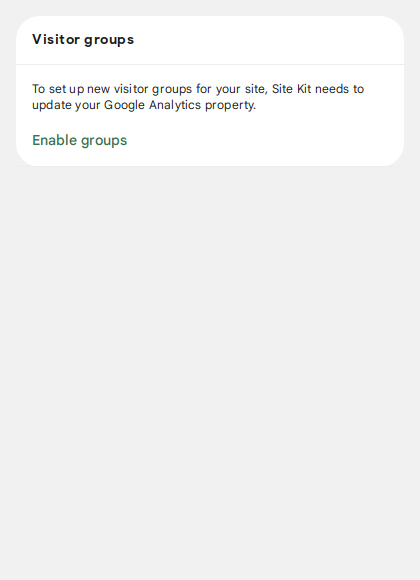 Visitor groups
To set up new visitor groups for your site, Site Kit needs to
update your Google Analytics property.
Enable groups